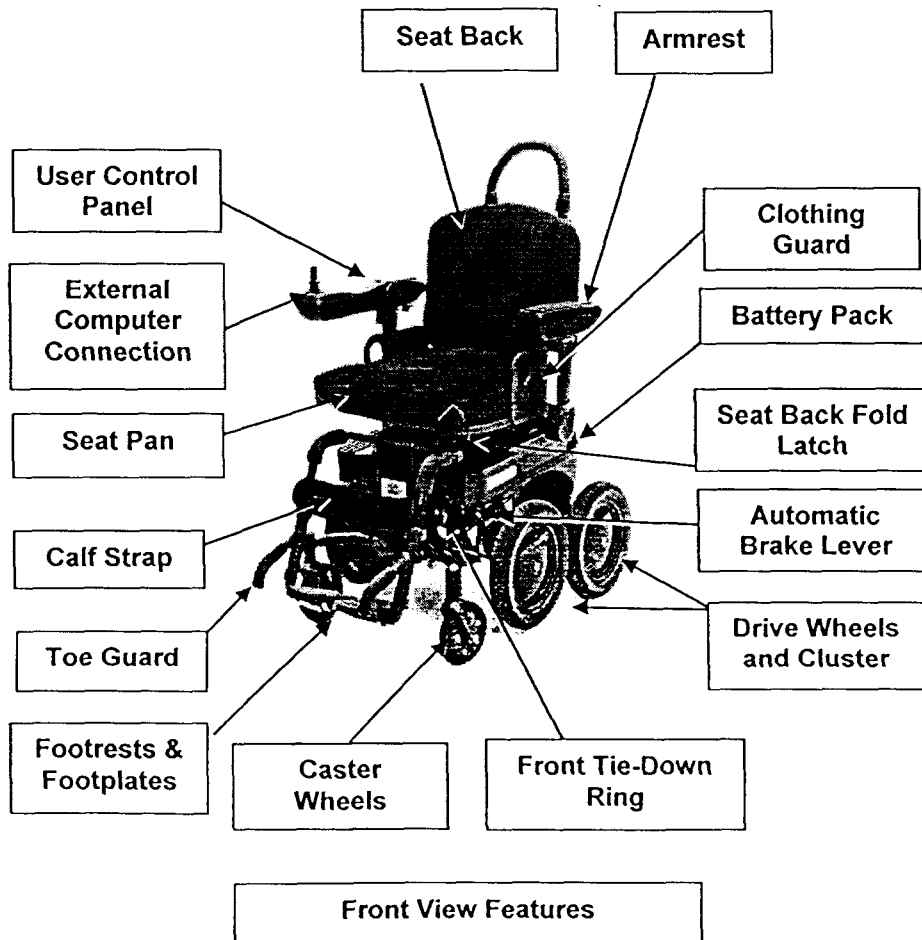 Seat Back
Armrest
User Control
Panel
Clothing
Guard
External
Computer
Connection
Battery Pack
Seat Pan
Seat Back Fold
Latch
Calf Strap
Automatic
Brake Lever
Toe Guard
Drive Wheels
and Cluster
Footrests &
Footplates
Caster
Wheels
Front Tie-Down
Ring
Front View Features